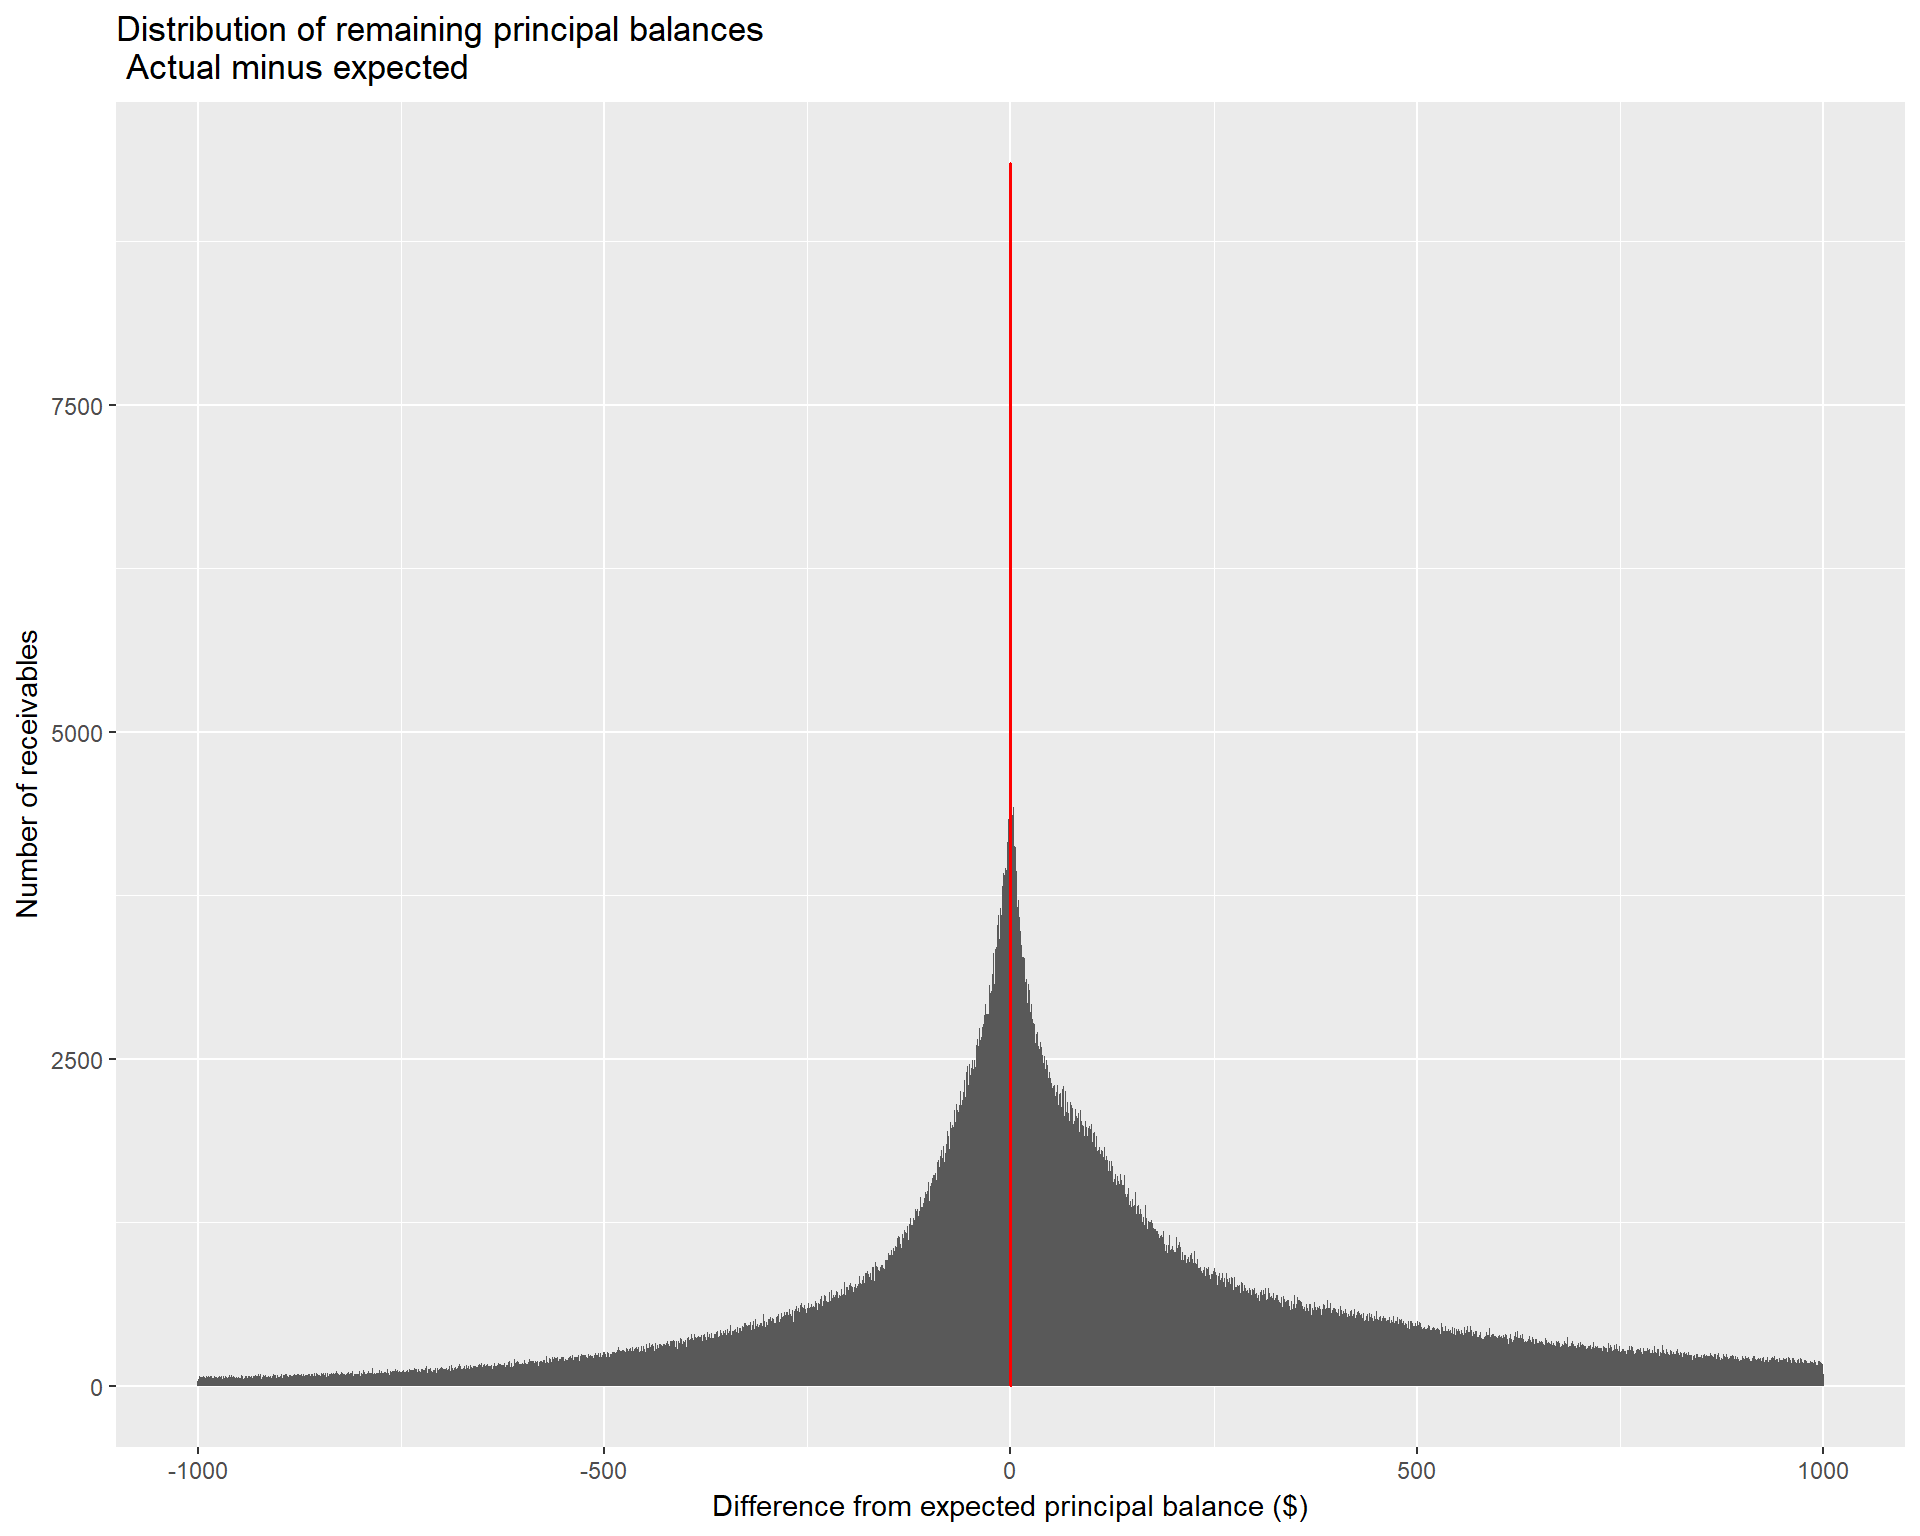 Distribution of remaining principal balances
Actual minus expected
Number of receivables
7500
5000
2500
0
-1000
-500
0
500
1000
Difference from expected principal balance ($)